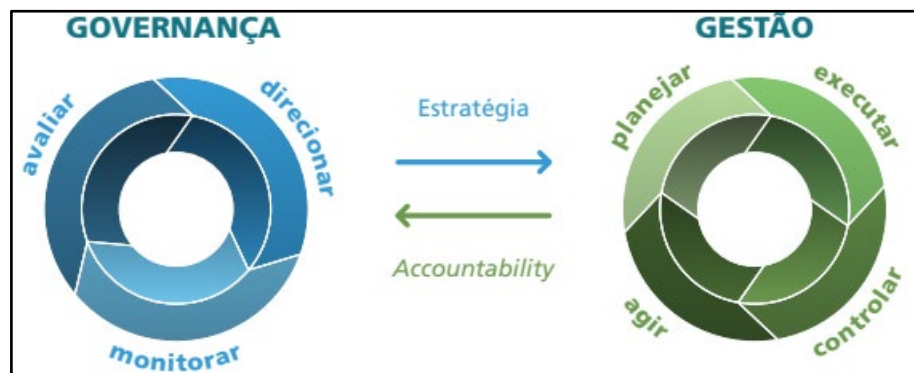 GOVERNANÇA
avaliar
direcionar
monitorar
Estratégia
Accountability
GESTÃO
planejar
executar
controlar
agir